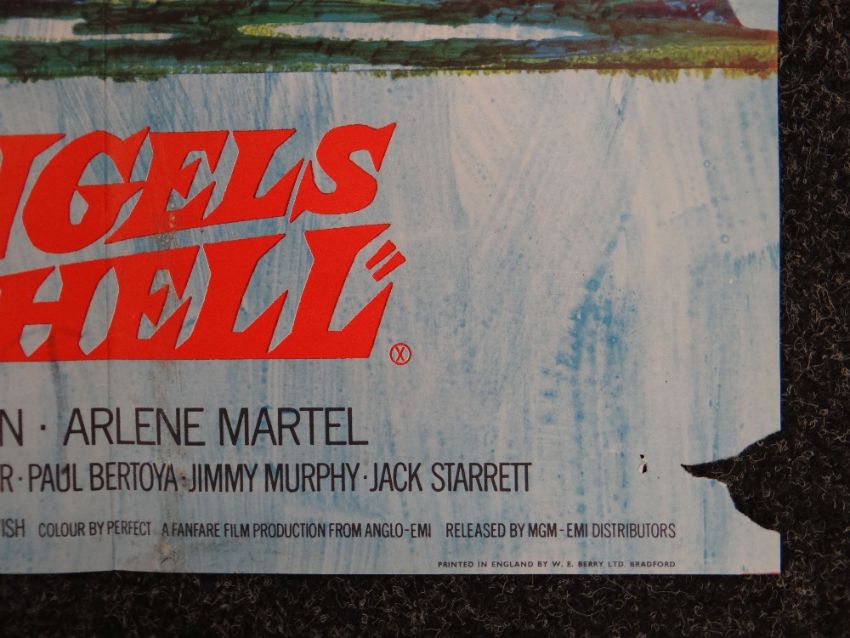 NGELS
HELL"
X
N · ARLENE MARTEL
R · PAUL BERTOYA · JIMMY MURPHY · JACK STARRETT
ISH COLOUR BY PERFECT A FANFARE FILM PRODUCTION FROM ANGLO-EMI RELEASED BY MGM-EMI DISTRIBUTORS
PRINTED IN ENGLAND BY W. E. BERRY LTD. BRADFORD